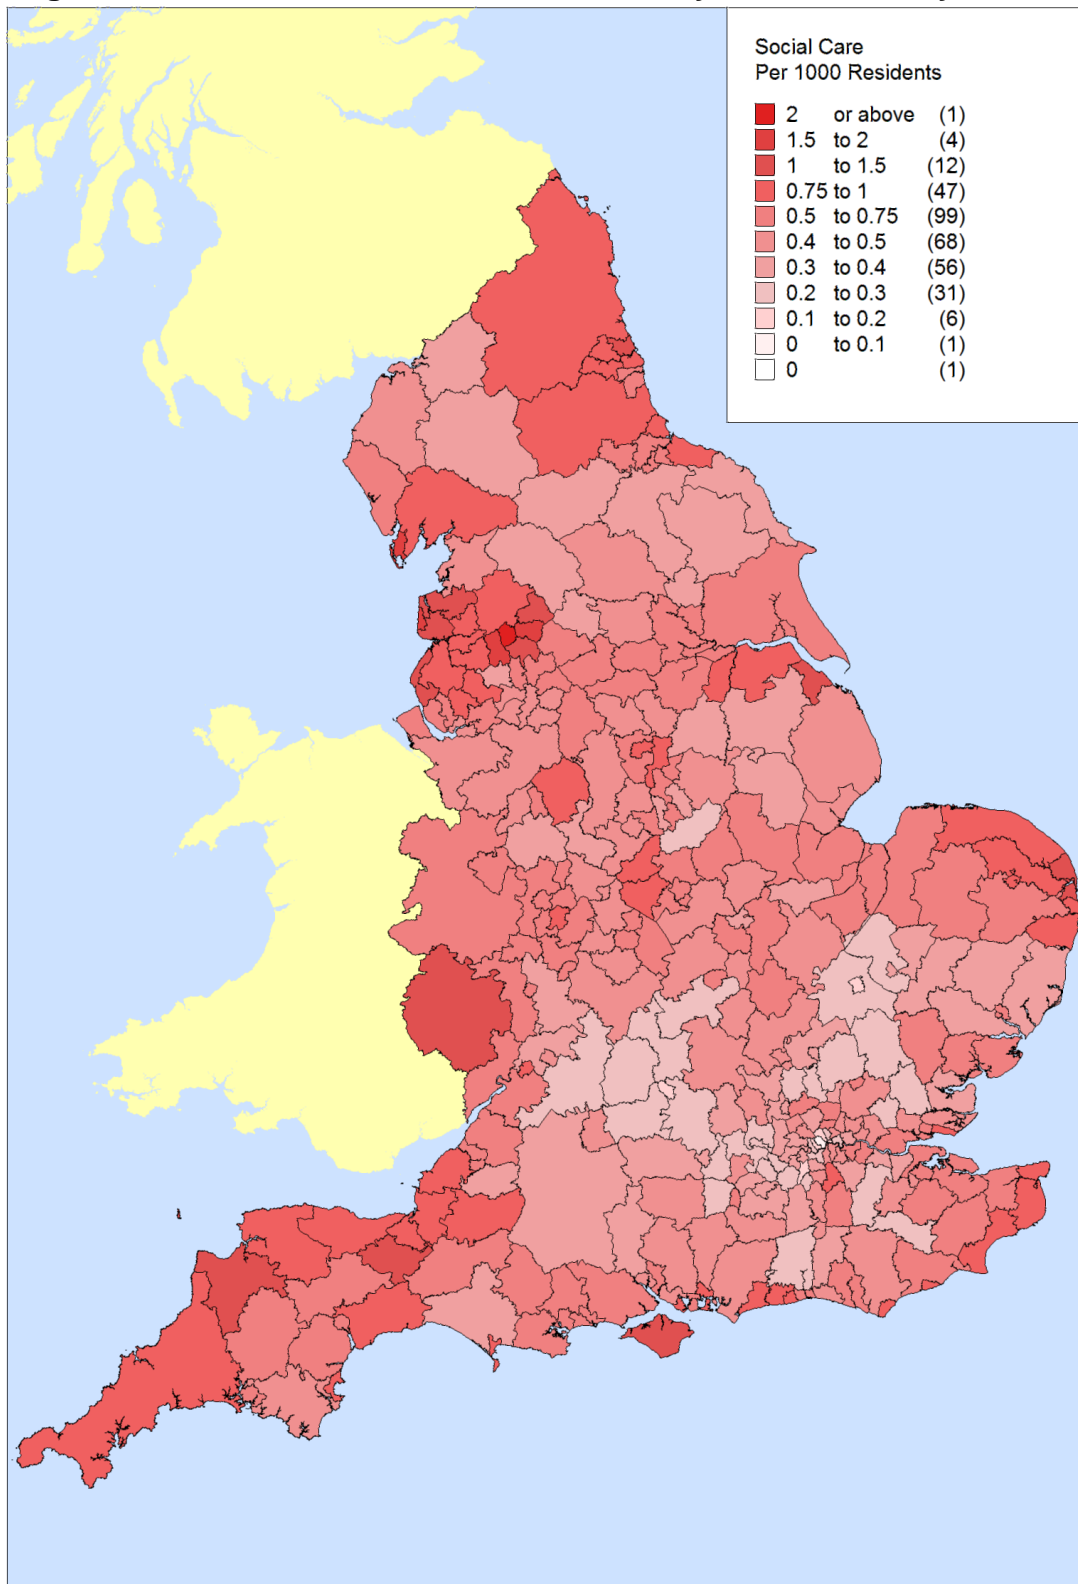 Social Care
Per 1000 Residents
2 or above (1)
1.5 to 2 (4)
1 to 1.5 (12)
0.75 to 1 (47)
0.5 to 0.75 (99)
0.4 to 0.5 (68)
0.3 to 0.4 (56)
0.2 to 0.3 (31)
0.1 to 0.2 (6)
0 to 0.1 (1)
0 (1)